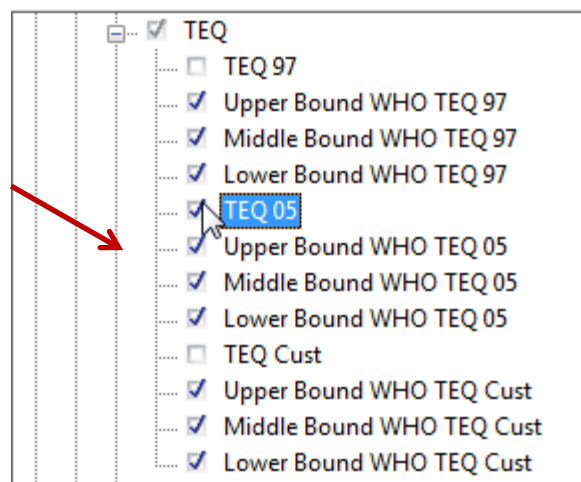 TEQ
TEQ 97
Upper Bound WHO TEQ 97
Middle Bound WHO TEQ 97
Lower Bound WHO TEQ 97
TEQ 05
Upper Bound WHO TEQ 05
Middle Bound WHO TEQ 05
Lower Bound WHO TEQ 05
TEQ Cust
Upper Bound WHO TEQ Cust
Middle Bound WHO TEQ Cust
Lower Bound WHO TEQ Cust